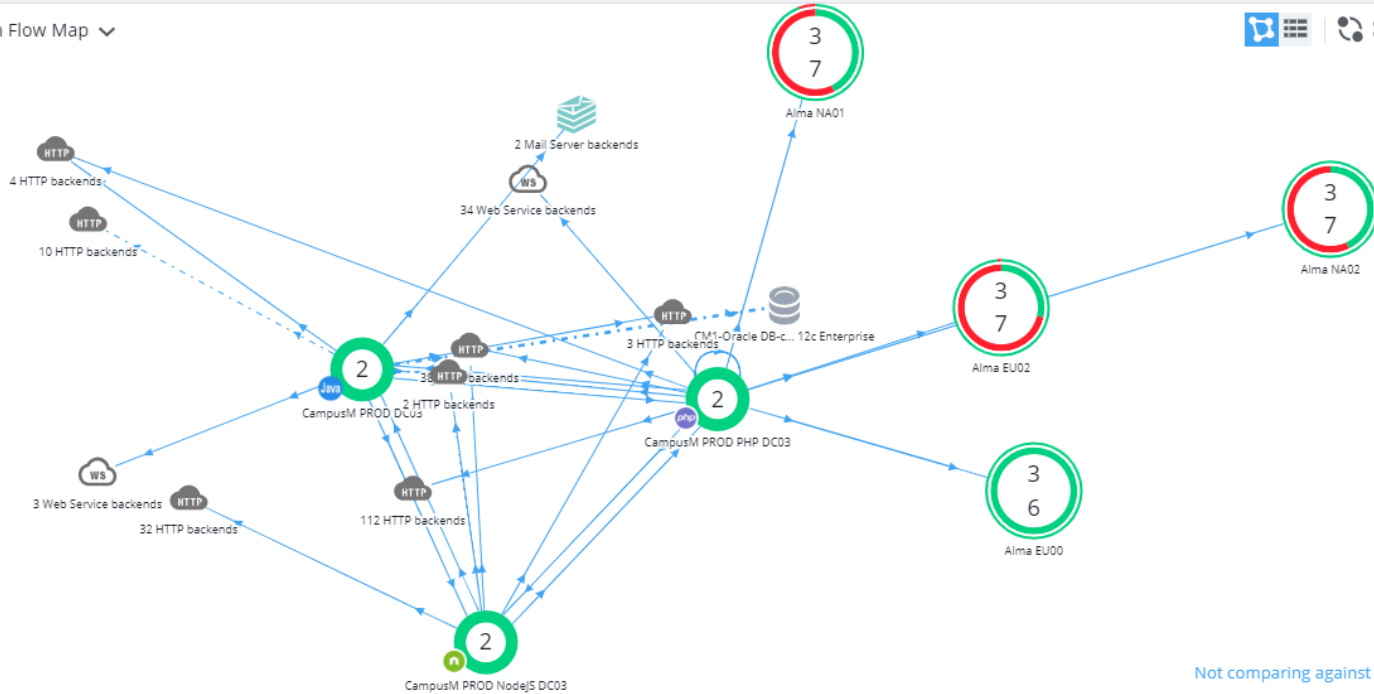 Flow Map
3
7
Alma NA01
2 Mail Server backends
HTTP
4 HTTP backends
WS
34 Web Service backends
3
7
Alma NA02
HTTP
10 HTTP backends
3
7
Alma EU02
HTTP
3 HTTP backends
CM1-Oracle DB-c... 12c Enterprise
HTTP
backends
HTTP
2 HTTP backends
2
Java
CampusM PROD
2
php
CampusM PROD PHP DC03
WS
3 Web Service backends
HTTP
32 HTTP backends
HTTP
112 HTTP backends
3
6
Alma EU00
2
n
CampusM PROD NodeJS DC03
Not comparing against